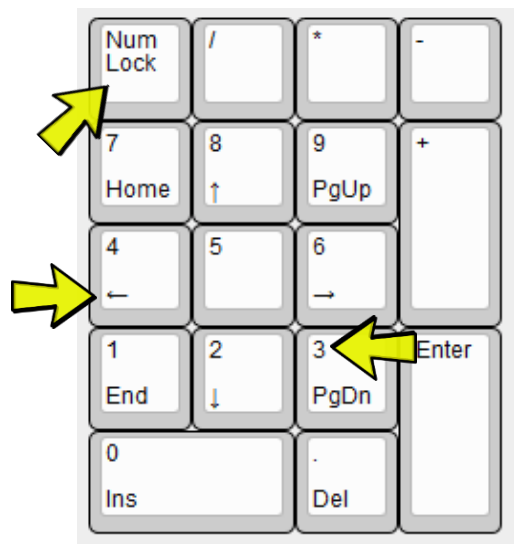 Num Lock / * -
7 8 9 +
Home ↑ PgUp
4 5 6
← →
1 2 3 Enter
End ↓ PgDn
0 .
Ins Del